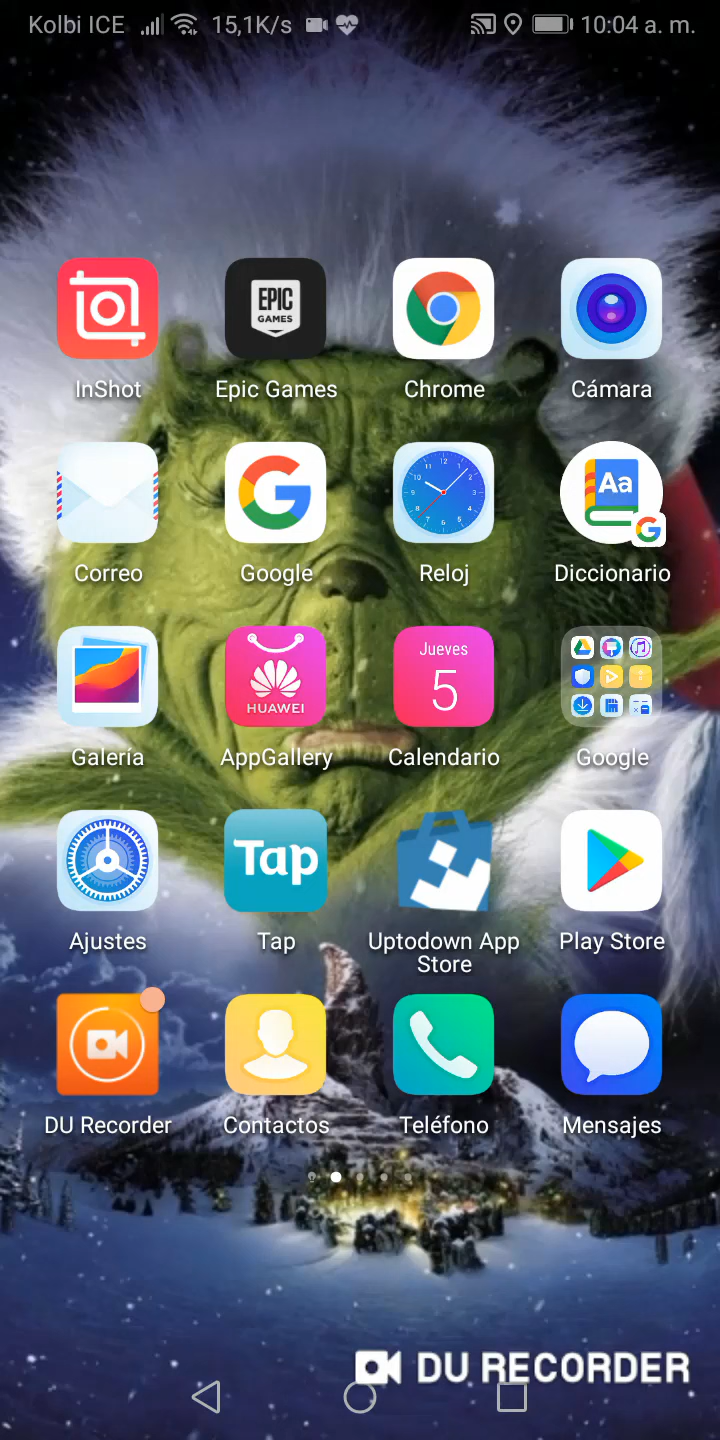 Kolbi ICE 15,1K/s 10:04 a. m.
EPIC
GAMES
InShot Epic Games Chrome Cámara
Aa
Correo Google Reloj Diccionario
HUAWEI
Jueves
5
Galería AppGallery Calendario Google
Tap
Ajustes Tap Uptodown App Store Play Store
DU Recorder Contactos Teléfono Mensajes
DU RECORDER